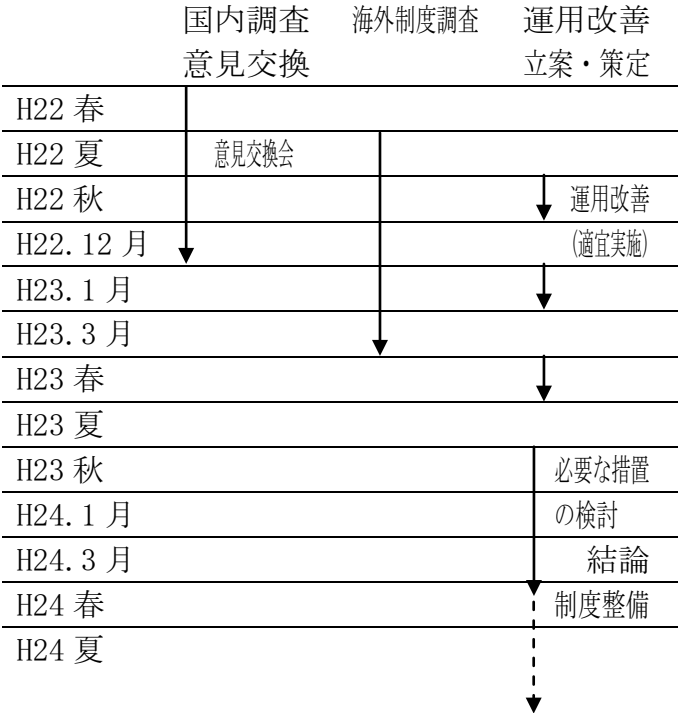 国内調査 海外制度調査 運用改善
意見交換 立案・策定
H22 春
H22 夏 意見交換会
H22 秋 運用改善
H22.12 月 (適宜実施)
H23.1 月
H23.3 月
H23 春
H23 夏
H23 秋 必要な措置
H24.1 月 の検討
H24.3 月 結論
H24 春 制度整備
H24 夏